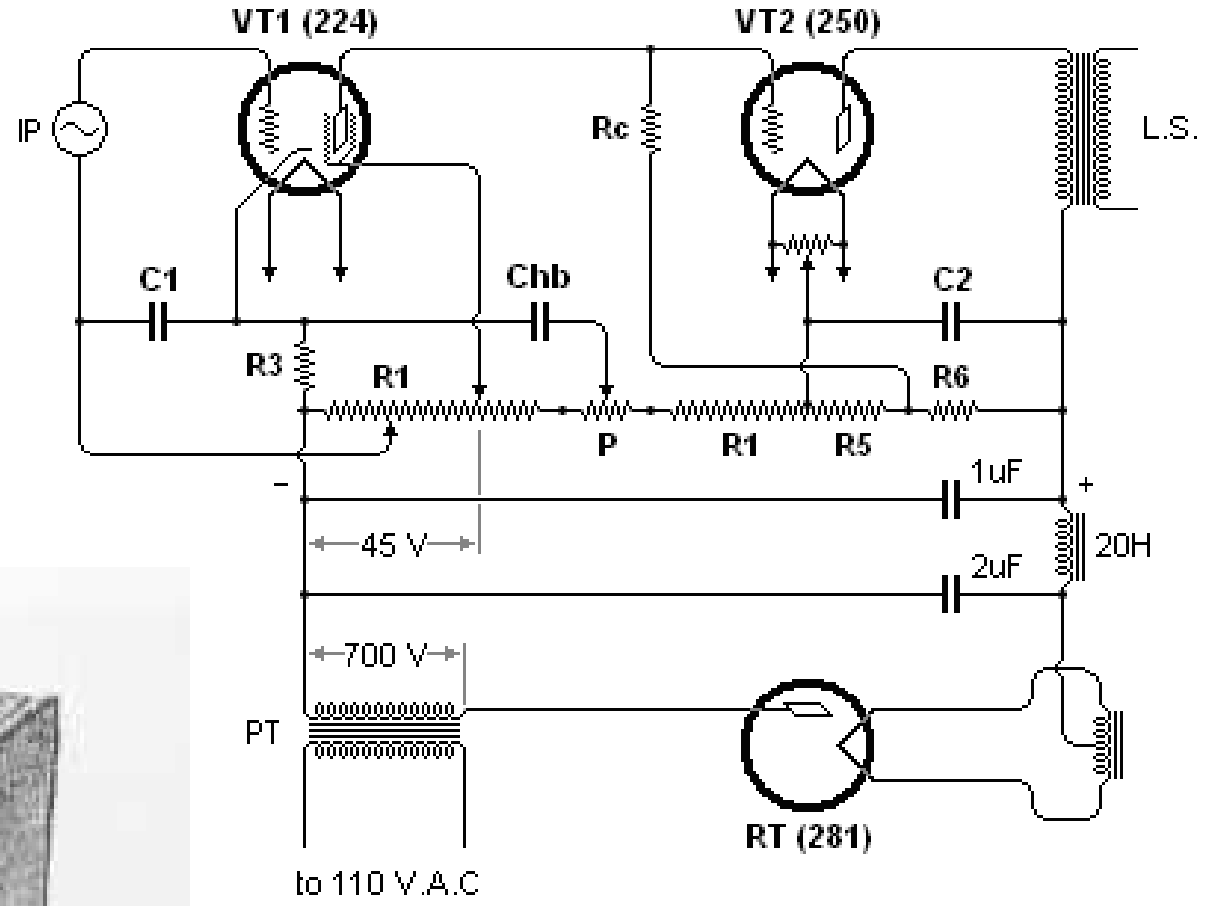 VT1 (224)
VT2 (250)
IP
Rc
L.S.
C1
Chb
C2
R3
R1
R6
P
R1
R5
1uF
-
+
45 V
20H
2uF
700 V
PT
RT (281)
to 110 V.A.C